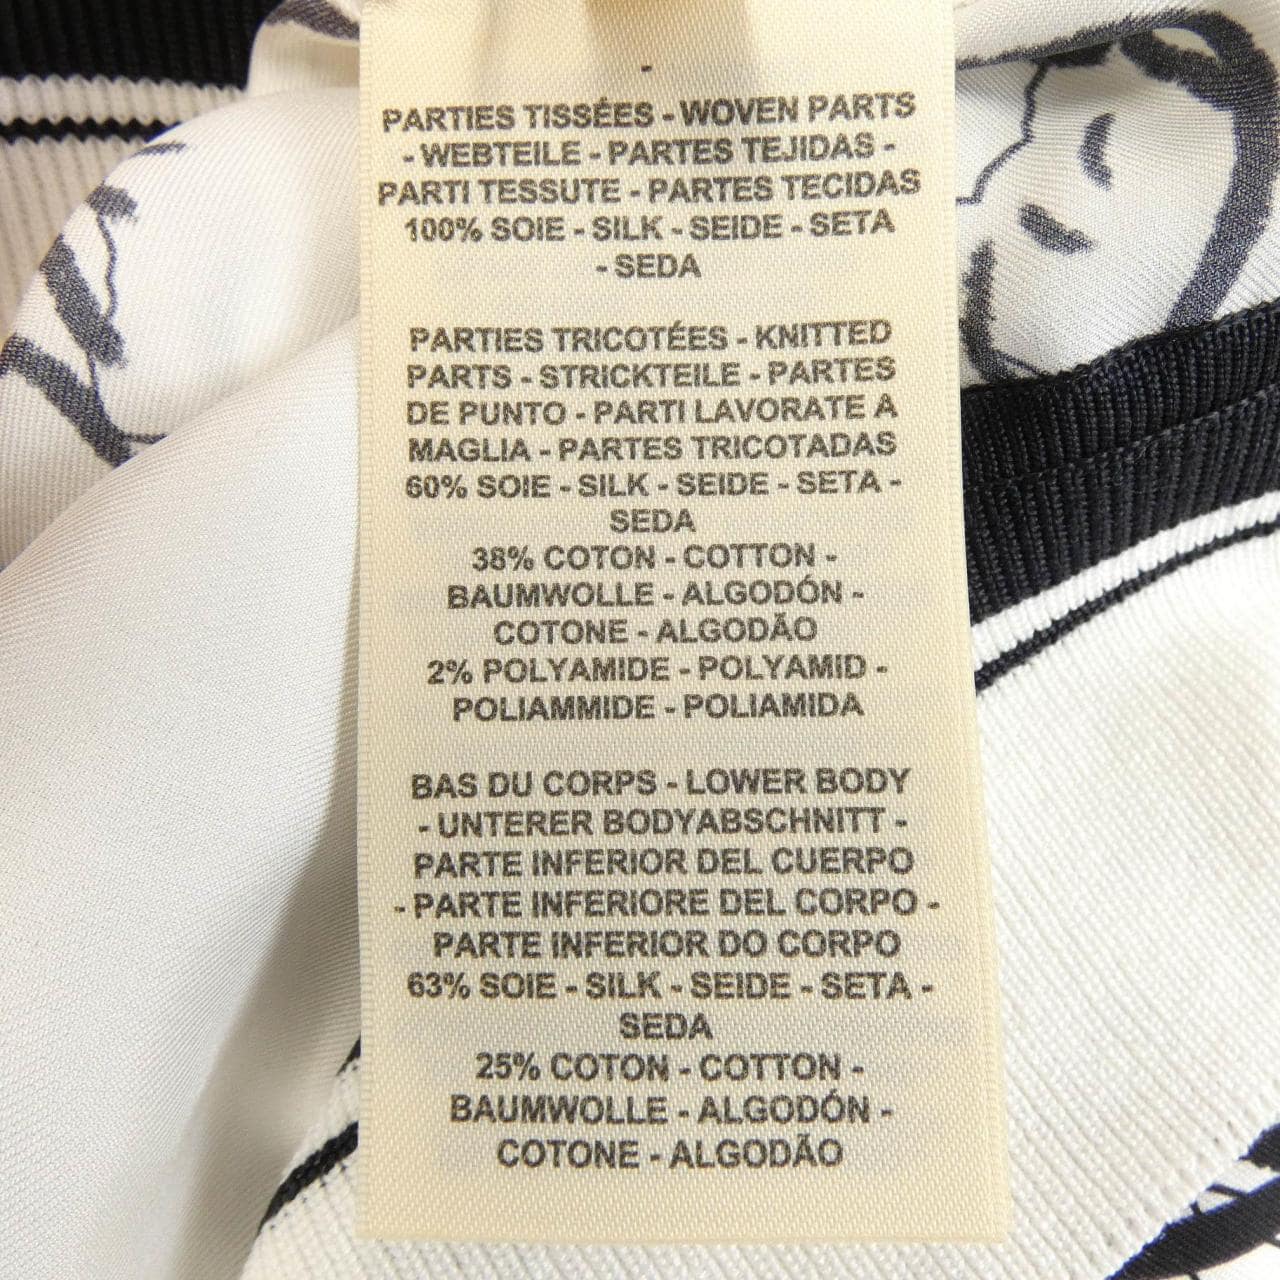 PARTIES TISSÉES - WOVEN PARTS
- WEBTEILE - PARTES TEJIDAS -
PARTI TESSUTE - PARTES TECIDAS
100% SOIE - SILK - SEIDE - SETA
- SEDA
PARTIES TRICOTÉES - KNITTED
PARTS - STRICKTEILE - PARTES
DE PUNTO - PARTI LAVORATE A
MAGLIA - PARTES TRICOTADAS
60% SOIE - SILK - SEIDE - SETA -
SEDA
38% COTON - COTTON -
BAUMWOLLE - ALGODÓN -
COTONE - ALGODÃO
2% POLYAMIDE - POLYAMID -
POLIAMMIDE - POLIAMIDA
BAS DU CORPS - LOWER BODY
- UNTERER BODYABSCHNITT -
PARTE INFERIOR DEL CUERPO
- PARTE INFERIORE DEL CORPO -
PARTE INFERIOR DO CORPO
63% SOIE - SILK - SEIDE - SETA -
SEDA
25% COTON - COTTON -
BAUMWOLLE - ALGODÓN -
COTONE - ALGODÃO